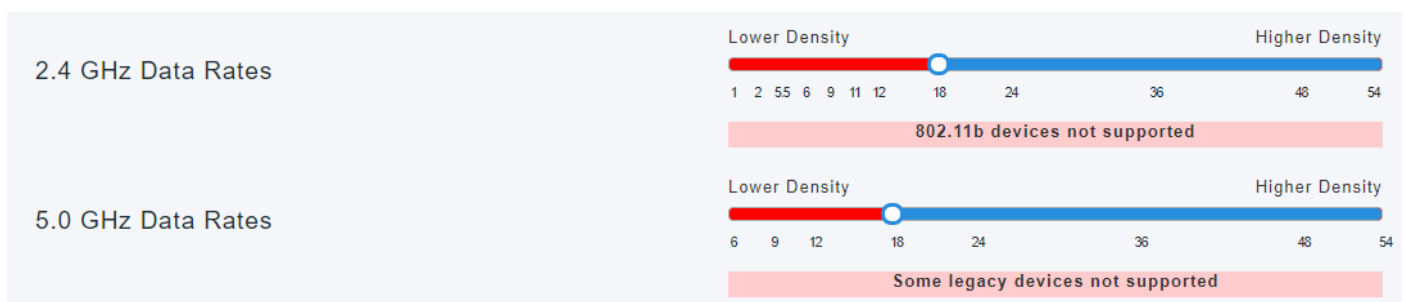 Lower Density Higher Density
2.4 GHz Data Rates
1 2 5.5 6 9 11 12 18 24 36 48 54
802.11b devices not supported
Lower Density Higher Density
5.0 GHz Data Rates
6 9 12 18 24 36 48 54
Some legacy devices not supported